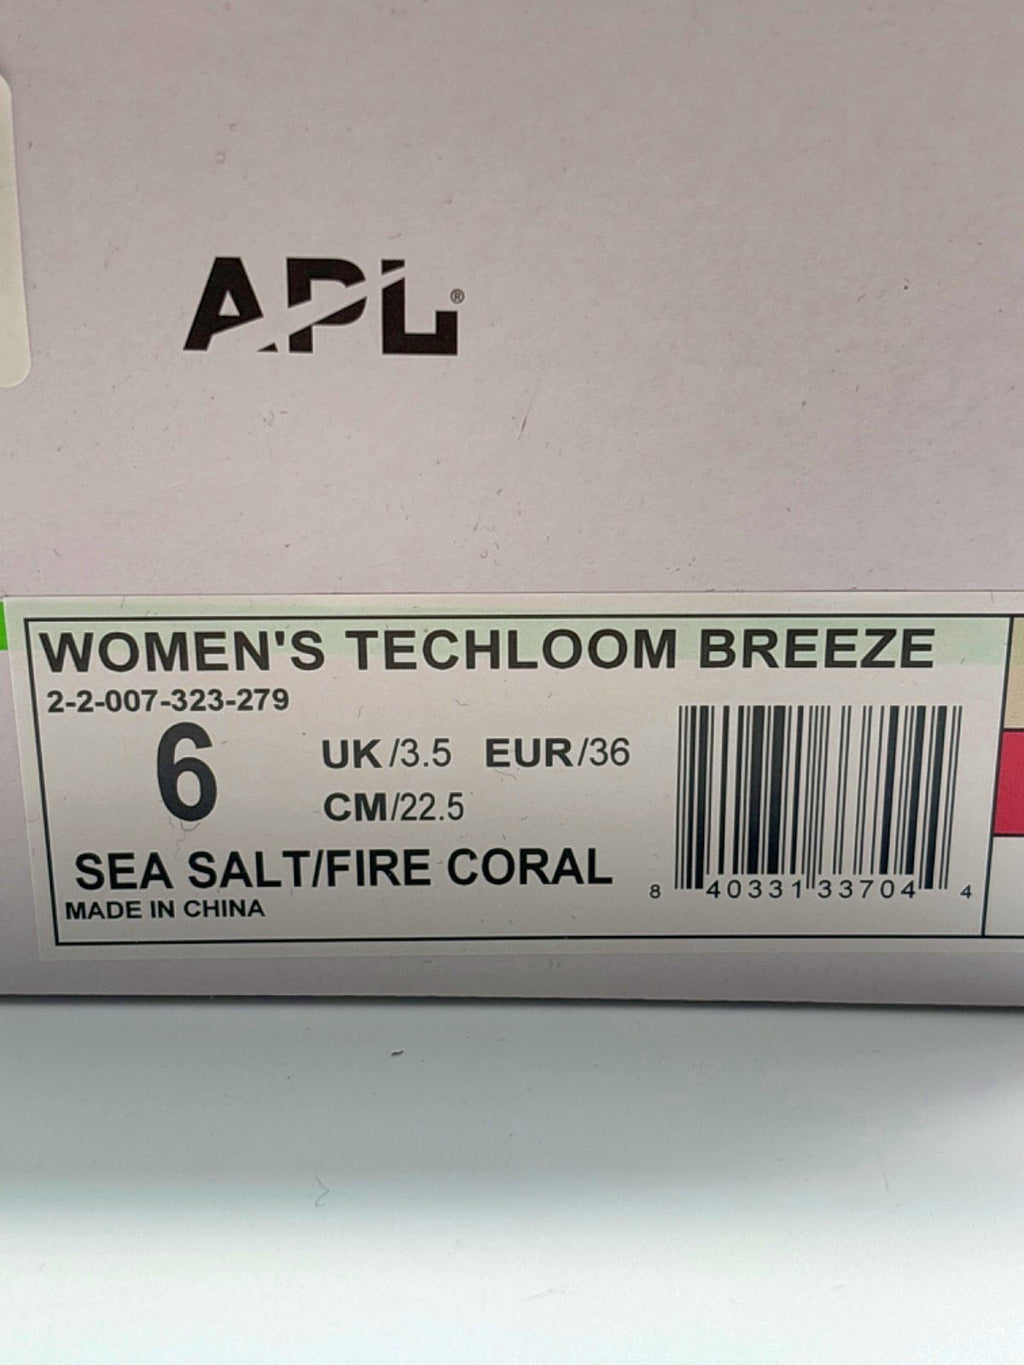 APL®
WOMEN'S TECHLOOM BREEZE
2-2-007-323-279
6
UK/3.5 EUR/36
CM/22.5
SEA SALT/FIRE CORAL
MADE IN CHINA
8 40331 33704 4